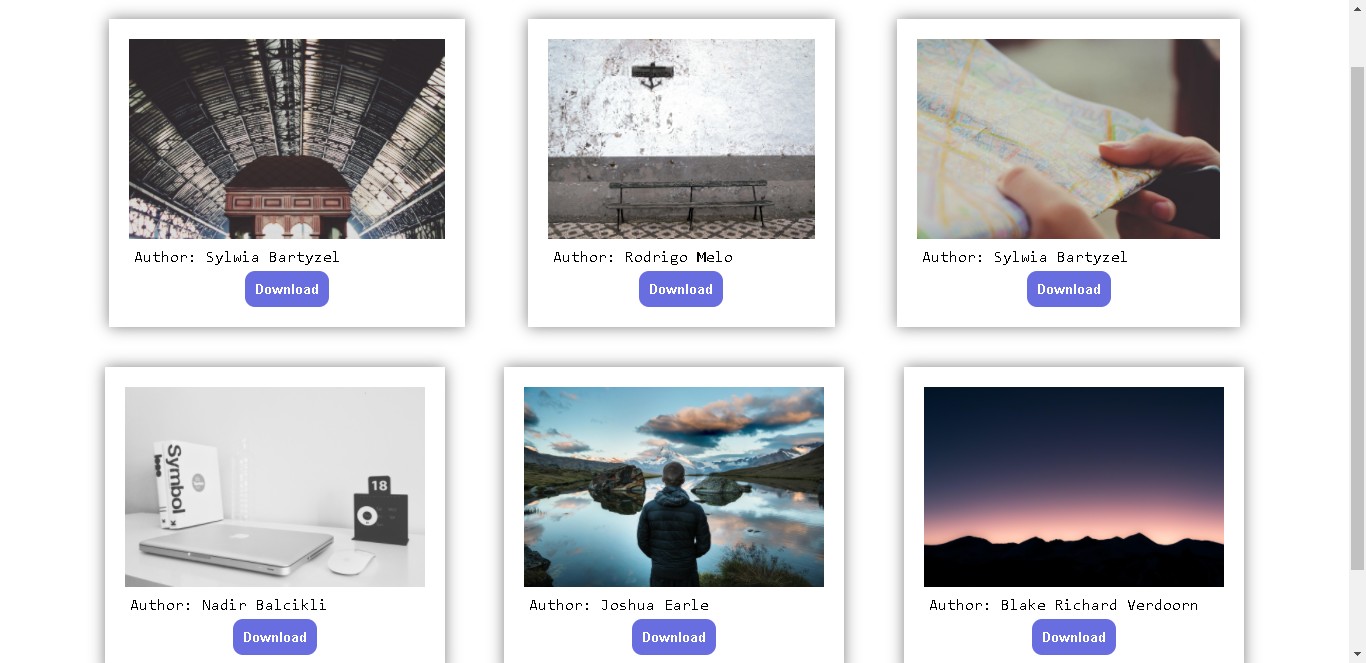 Author: Sylwia Bartyzel
Download
Author: Rodrigo Melo
Download
Author: Sylwia Bartyzel
Download
Symbol
18
Author: Nadir Balcikli
Download
Author: Joshua Earle
Download
Author: Blake Richard Verdoorn
Download